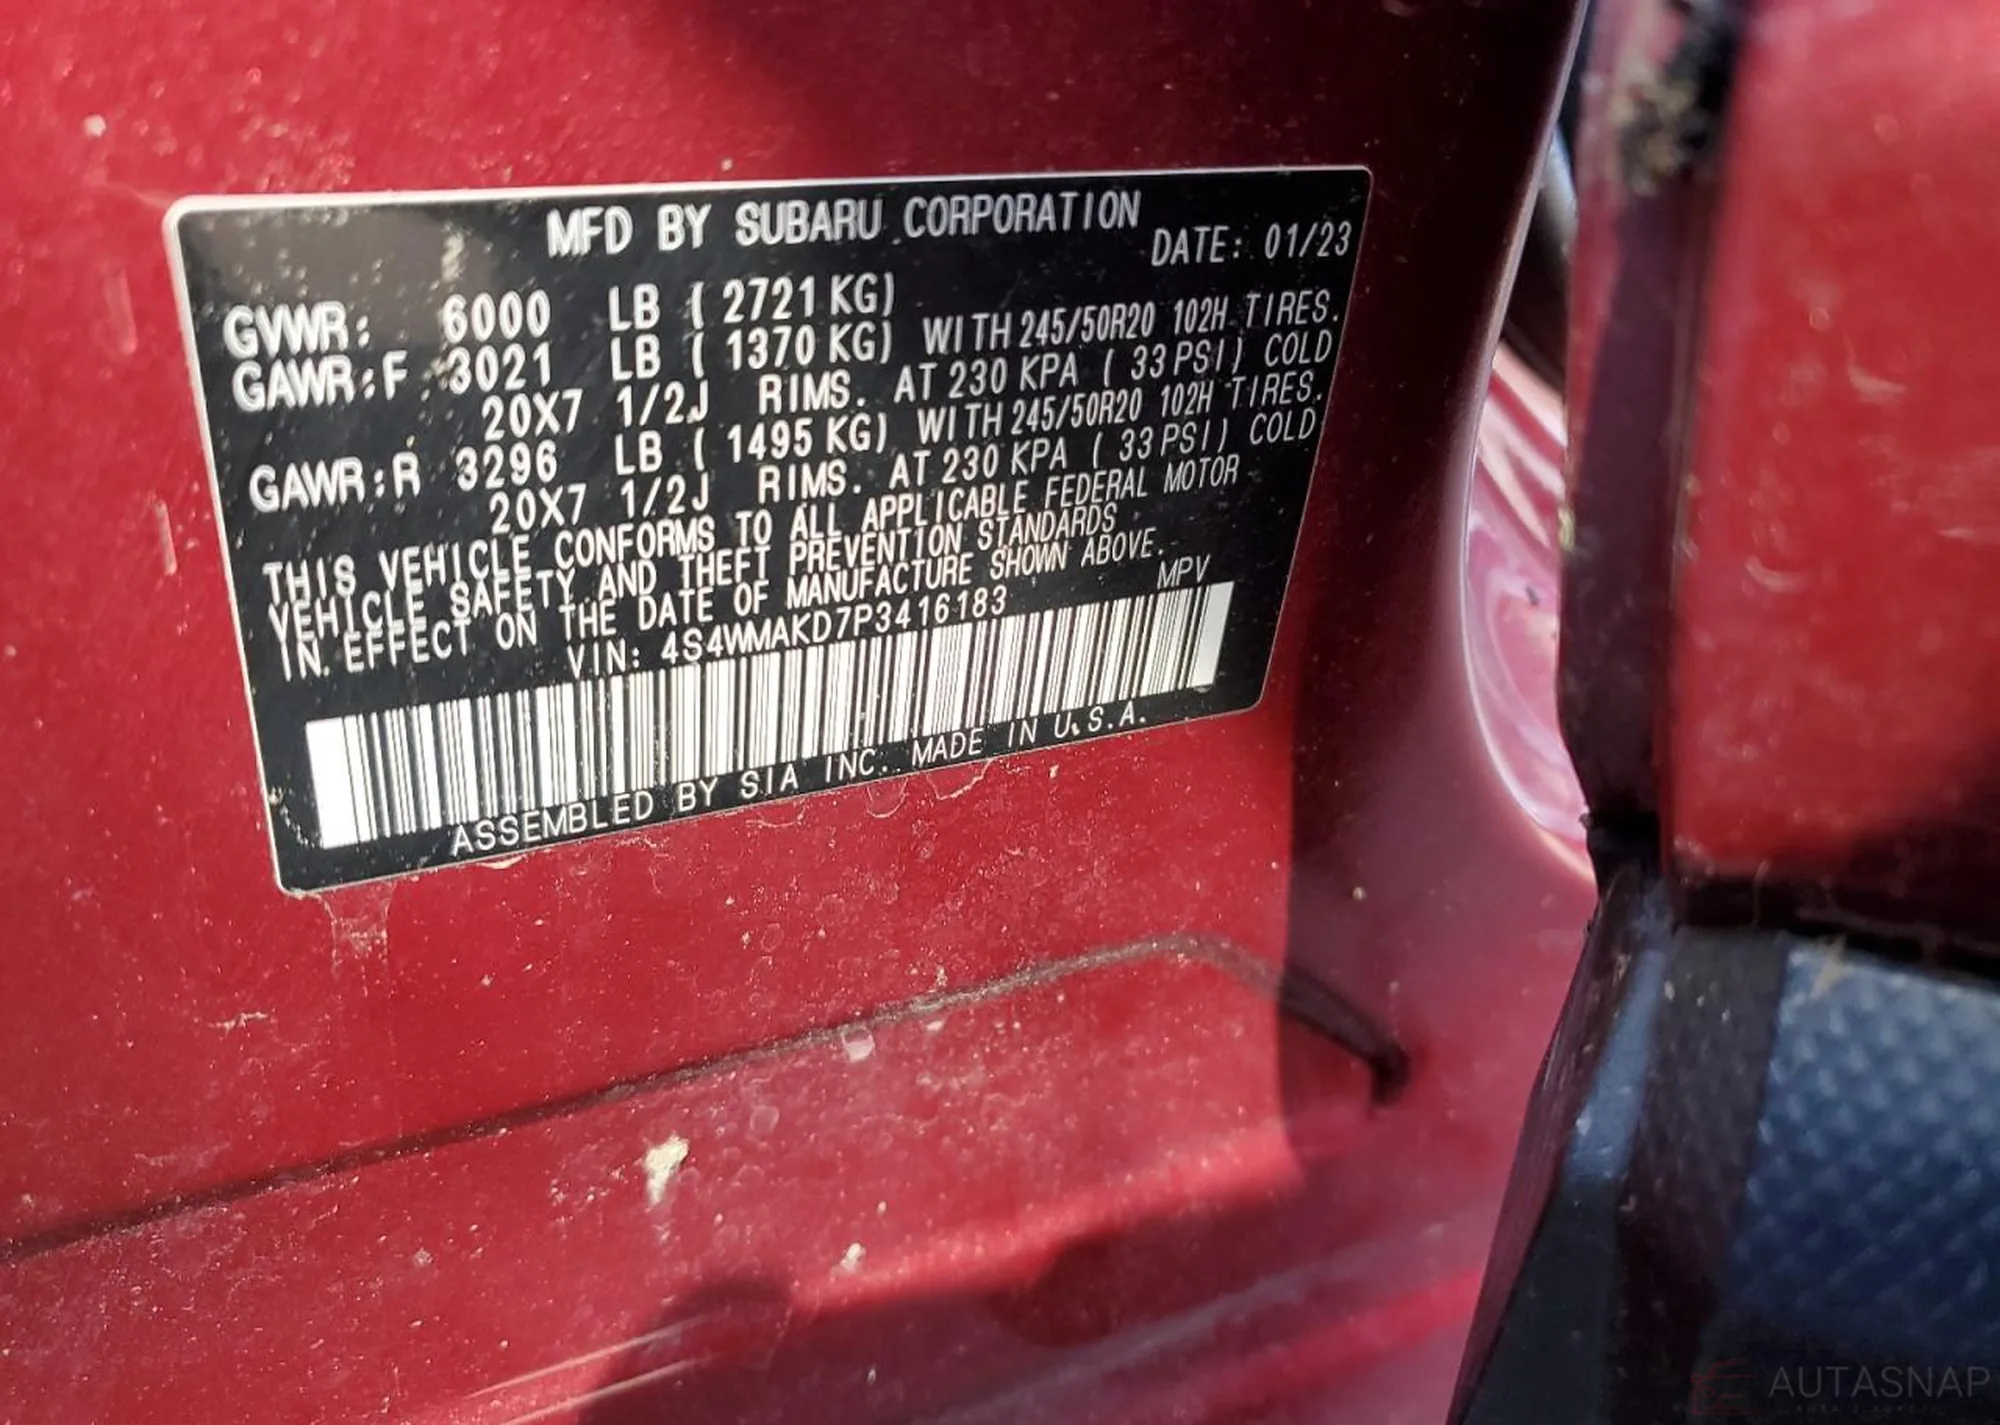 MFD BY SUBARU CORPORATION
DATE: 01/23
GVWR: 6000 LB ( 2721 KG)
GAWR:F 3021 LB ( 1370 KG) WITH 245/50R20 102H TIRES.
20X7 1/2J RIMS. AT 230 KPA ( 33 PSI) COLD
GAWR:R 3296 LB ( 1495 KG) WITH 245/50R20 102H TIRES.
20X7 1/2J RIMS. AT 230 KPA ( 33 PSI) COLD
THIS VEHICLE CONFORMS TO ALL APPLICABLE FEDERAL MOTOR
VEHICLE SAFETY AND THEFT PREVENTION STANDARDS
IN EFFECT ON THE DATE OF MANUFACTURE SHOWN ABOVE.
VIN: 4S4WMAKD7P3416183 MPV
ASSEMBLED BY SIA INC. MADE IN U.S.A.
AUTASNAP